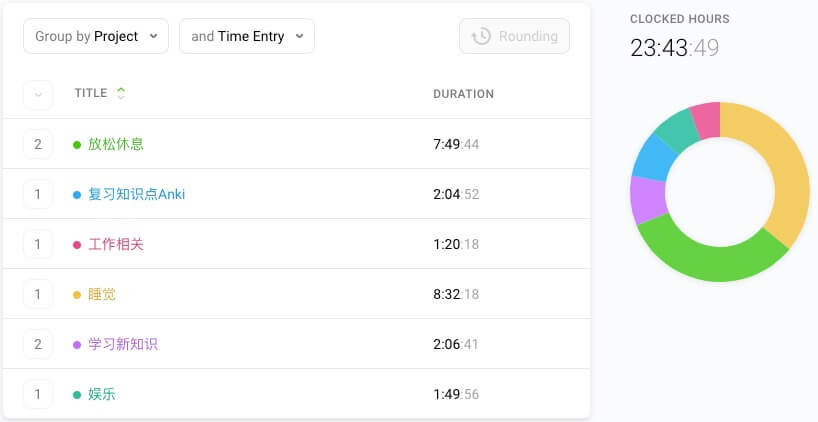 Group by Project and Time Entry Rounding
TITLE DURATION
2 放松休息 7:49:44
1 复习知识点Anki 2:04:52
1 工作相关 1:20:18
1 睡觉 8:32:18
2 学习新知识 2:06:41
1 娱乐 1:49:56
CLOCKED HOURS
23:43:49